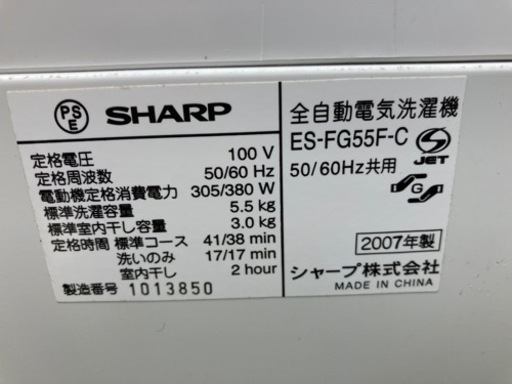 PS
E
SHARP
定格電圧 100 V
定格周波数 50/60 Hz
電動機定格消費電力 305/380 W
標準洗濯容量 5.5 kg
標準室内干し容量 3.0 kg
定格時間 標準コース 41/38 min
洗いのみ 17/17 min
室内干し 2 hour
製造番号 1013850
全自動電気洗濯機
ES-FG55F-C
50/60Hz共用
S
JET
G
2007年製
シャープ株式会社
MADE IN CHINA